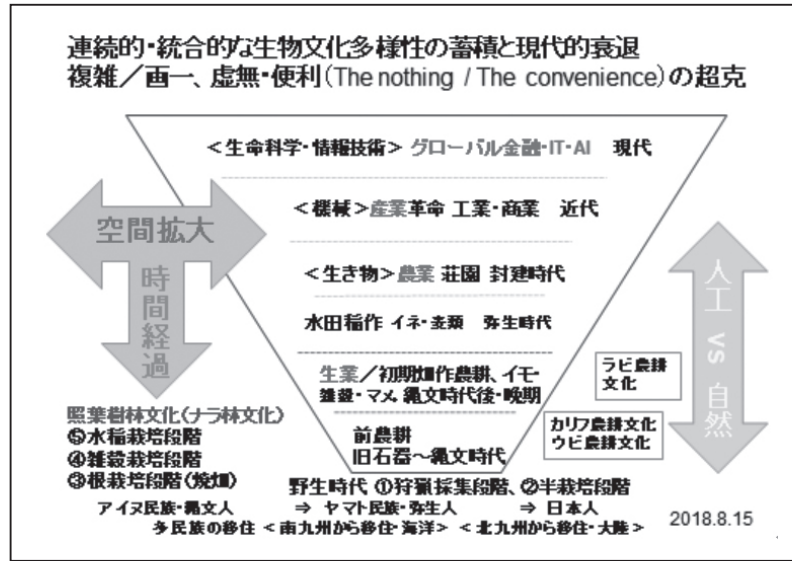 連続的・統合的な生物文化多様性の蓄積と現代的衰退
複雑／画一、虚無・便利(The nothing / The convenience)の超克
＜生命科学・情報技術＞ グローバル金融・IT・AI 現代
＜機械＞産業革命 工業・商業 近代
＜生き物＞農業 荘園 封建時代
水田稲作 イネ・麦類 弥生時代
生業／初期畑作農耕、イモ・
雑穀・マメ 縄文時代後・晩期
前農耕
旧石器～縄文時代
空間拡大
時間経過
人工 vs 自然
ラビ農耕
文化
カリフ農耕文化
ウビ農耕文化
照葉樹林文化(ナラ林文化)
⑤水稲栽培段階
④雑穀栽培段階
③根栽培段階(焼畑)
野生時代 ①狩猟採集段階、②半栽培段階
アイヌ民族・縄文人 ⇒ ヤマト民族・弥生人 ⇒ 日本人
多民族の移住 ＜南九州から移住・海洋＞ ＜北九州から移住・大陸＞
2018.8.15